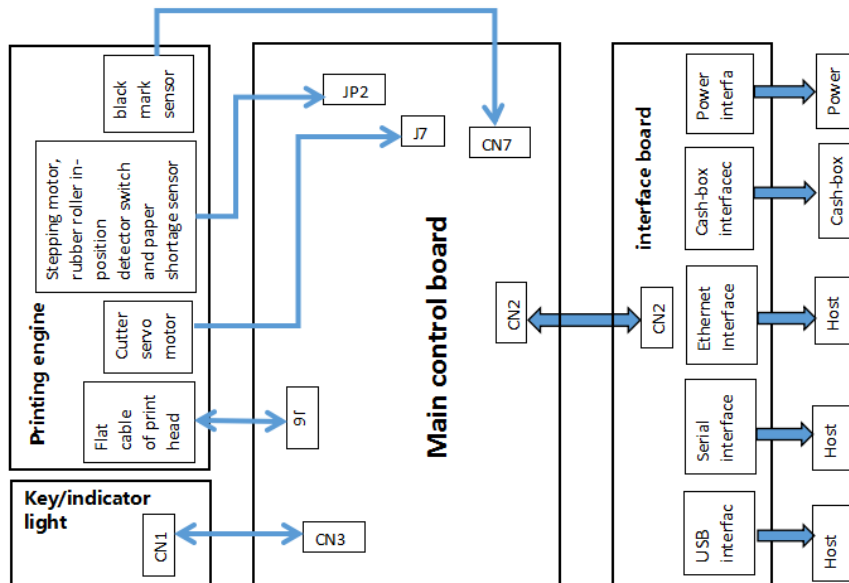 black
mark
sensor
Stepping motor,
rubber roller in-
position
detector switch
and paper
shortage sensor
Cutter
servo
motor
Flat
cable
of print
head
Printing engine
Key/indicator
light
CN1
JP2
J7
CN7
CN2
J6
CN3
Main control board
interface board
CN2
Power
interfa
Cash-box
interfacec
Ethernet
Interface
Serial
interface
USB
interfac
Power
Cash-box
Host
Host
Host